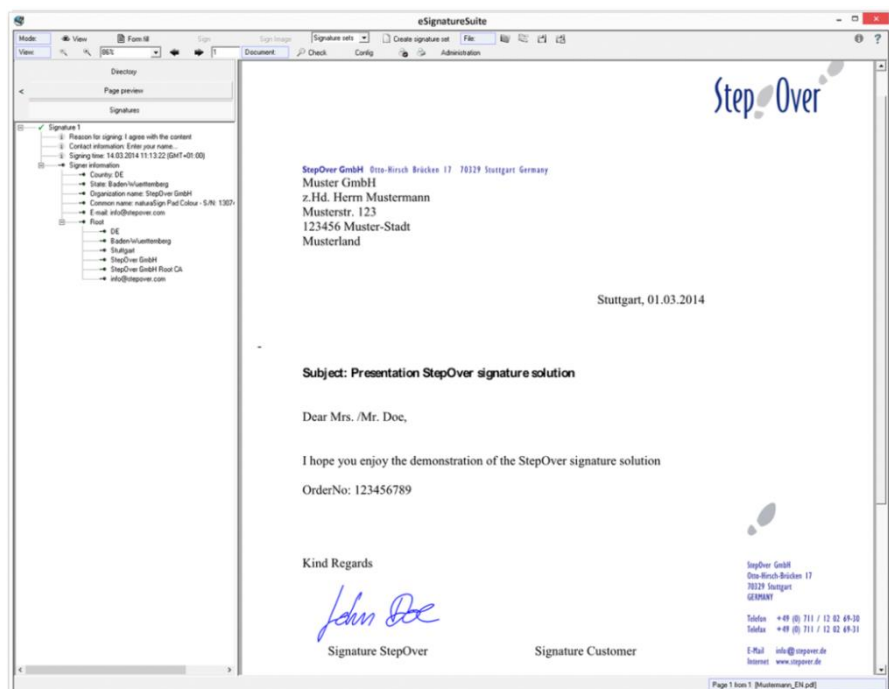 eSignatureSuite
Mode: View Form fill Sign Sign Image Signature sets Create signature set File:
View: 86% 1 Document: Check Config Administration
Directory
< Page preview
Signatures
Signature 1
Reason for signing: I agree with the content
Contact information: Enter your name...
Signing time: 14.03.2014 11:13:22 (GMT+01:00)
Signer information
Country: DE
State: Baden-Wuerttemberg
Organization name: StepOver GmbH
Common name: naturaSign Pad Colour - S/N: 1307
E-mail: info@stepover.com
Root
DE
Baden-Wuerttemberg
Stuttgart
StepOver GmbH
StepOver GmbH Root CA
info@stepover.com
Step Over
StepOver GmbH Otto-Hirsch Brücken 17 70329 Stuttgart Germany
Muster GmbH
z.Hd. Herrn Mustermann
Musterstr. 123
123456 Muster-Stadt
Musterland
Stuttgart, 01.03.2014
-
Subject: Presentation StepOver signature solution
Dear Mrs. /Mr. Doe,
I hope you enjoy the demonstration of the StepOver signature solution
OrderNo: 123456789
Kind Regards
John Doe
Signature StepOver Signature Customer
StepOver GmbH
Otto-Hirsch-Brücken 17
70329 Stuttgart
GERMANY
Telefon +49 (0) 711 / 12 02 69-30
Telefax +49 (0) 711 / 12 02 69-31
E-Mail info@stepover.de
Internet www.stepover.de
Page 1 from 1 [Mustermann_EN.pdf]